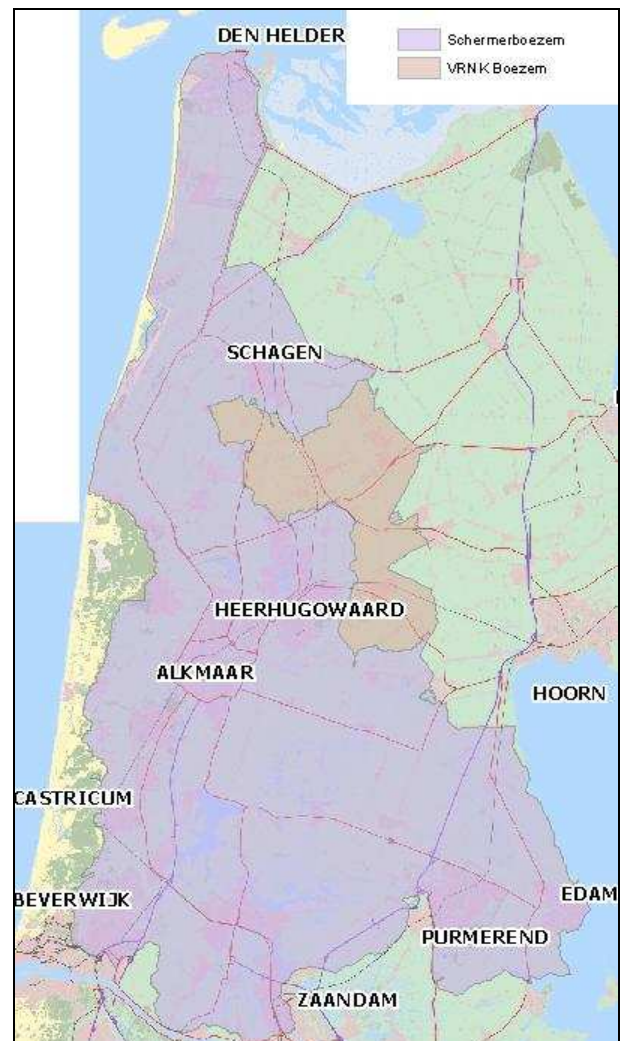 DEN HELDER
Schermerboezem
VRNK Boezem
SCHAGEN
HEERHUGOWAARD
ALKMAAR
HOORN
CASTRICUM
BEVERWIJK
EDAM
PURMEREND
ZAANDAM